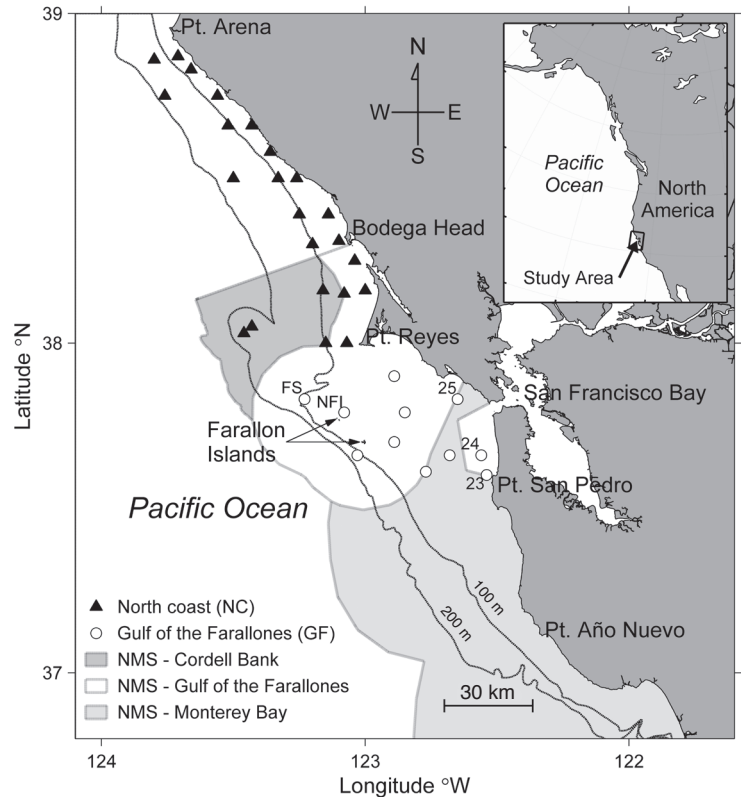 39
Pt. Arena
N
W
E
S
Pacific
Ocean
North
America
Study Area
Bodega Head
Latitude °N
38
Pt. Reyes
FS
NFI
25
San Francisco Bay
Farallon
Islands
24
23
Pt. San Pedro
Pacific Ocean
100 m
200 m
North coast (NC)
Gulf of the Farallones (GF)
NMS - Cordell Bank
NMS - Gulf of the Farallones
NMS - Monterey Bay
Pt. Año Nuevo
37
30 km
124
123
122
Longitude °W